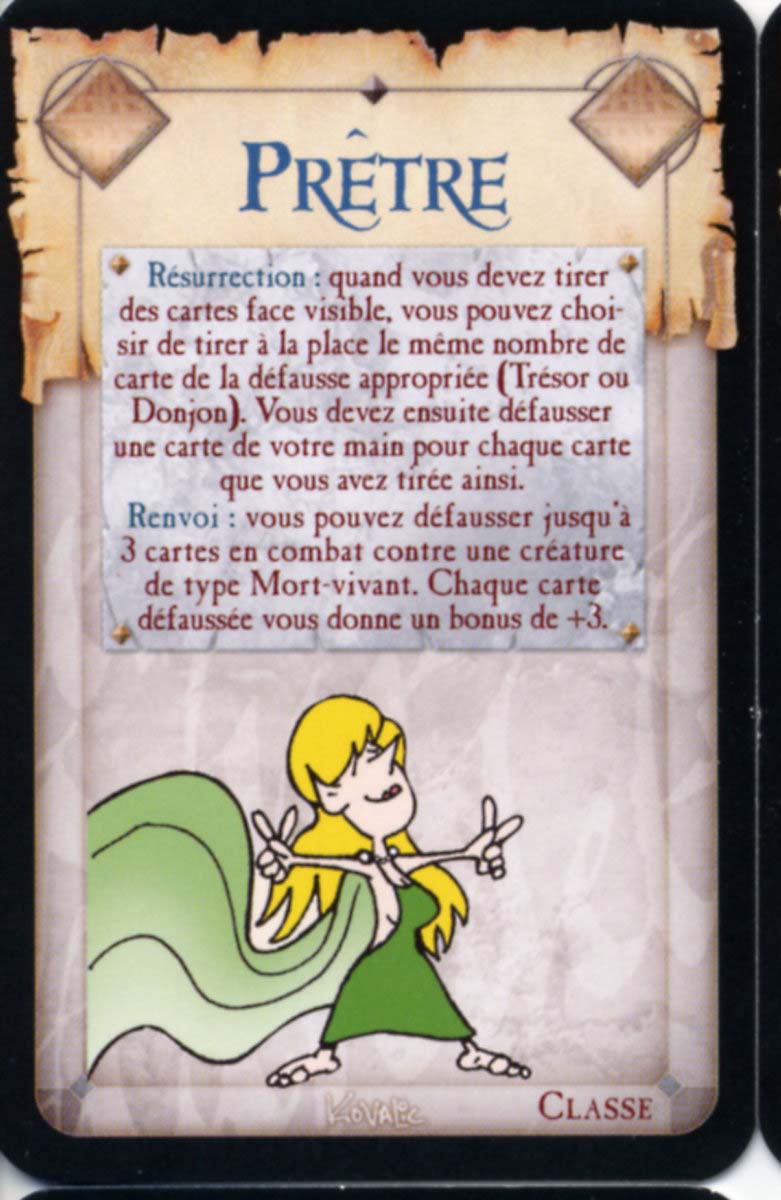 PRÊTRE
Résurrection : quand vous devez tirer
des cartes face visible, vous pouvez choi-
sir de tirer à la place le même nombre de
carte de la défausse appropriée (Trésor ou
Donjon). Vous devez ensuite défausser
une carte de votre main pour chaque carte
que vous avez tirée ainsi.
Renvoi : vous pouvez défausser jusqu'à
3 cartes en combat contre une créature
de type Mort-vivant. Chaque carte
défaussée vous donne un bonus de +3.
KOVALIC
CLASSE